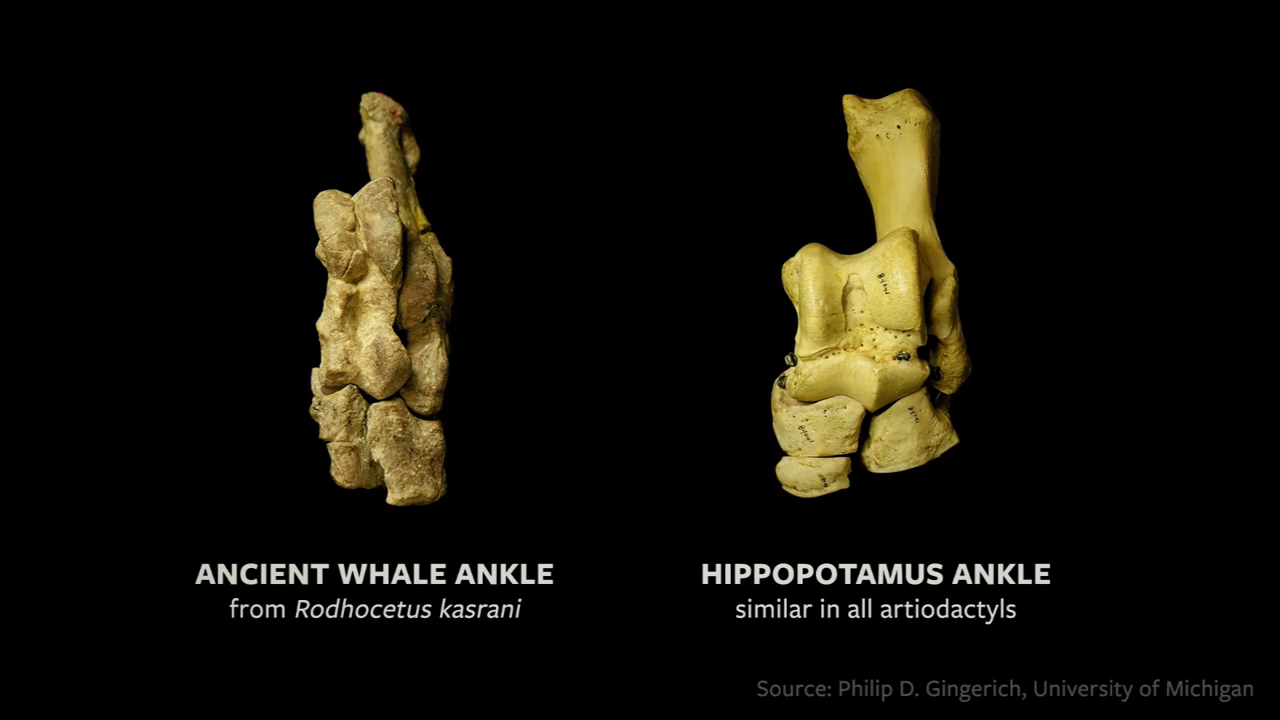 ANCIENT WHALE ANKLE
from Rodhocetus kasrani
HIPPOPOTAMUS ANKLE
similar in all artiodactyls
Source: Philip D. Gingerich, University of Michigan